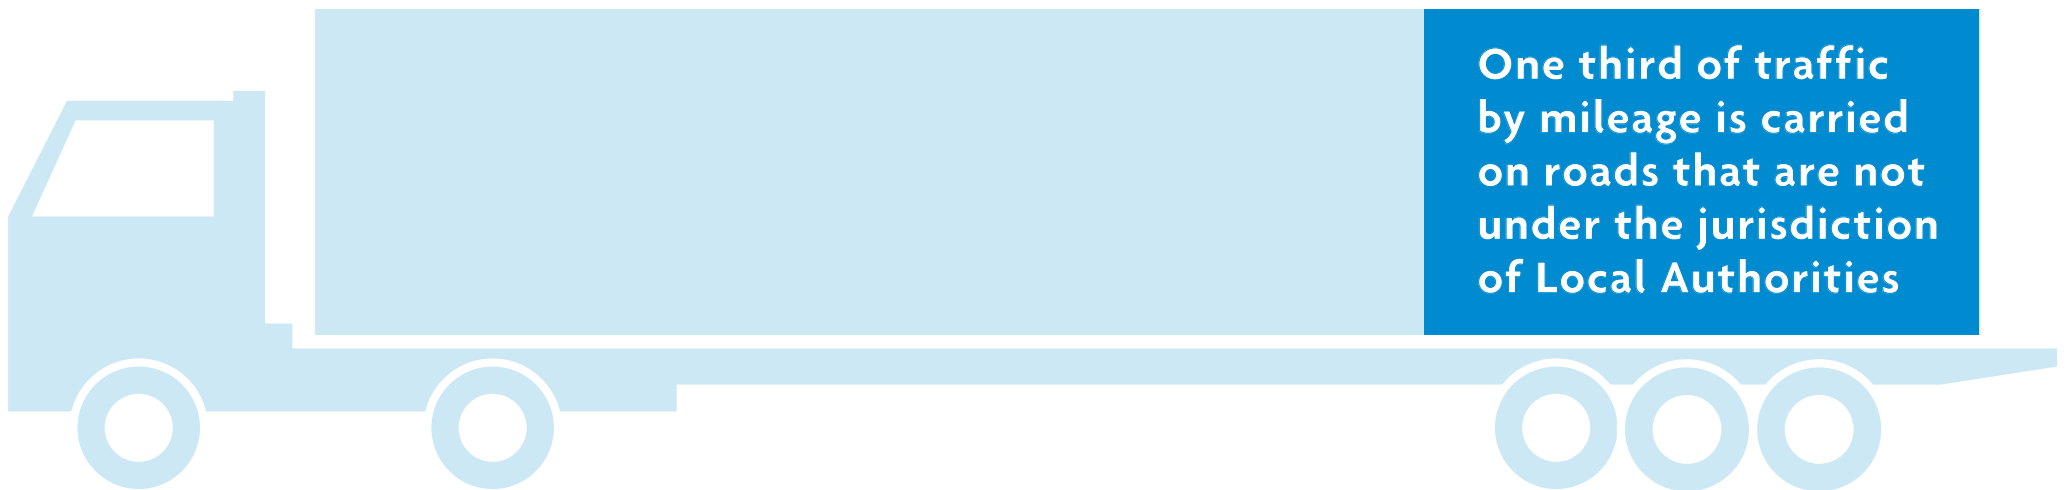 One third of traffic
by mileage is carried
on roads that are not
under the jurisdiction
of Local Authorities